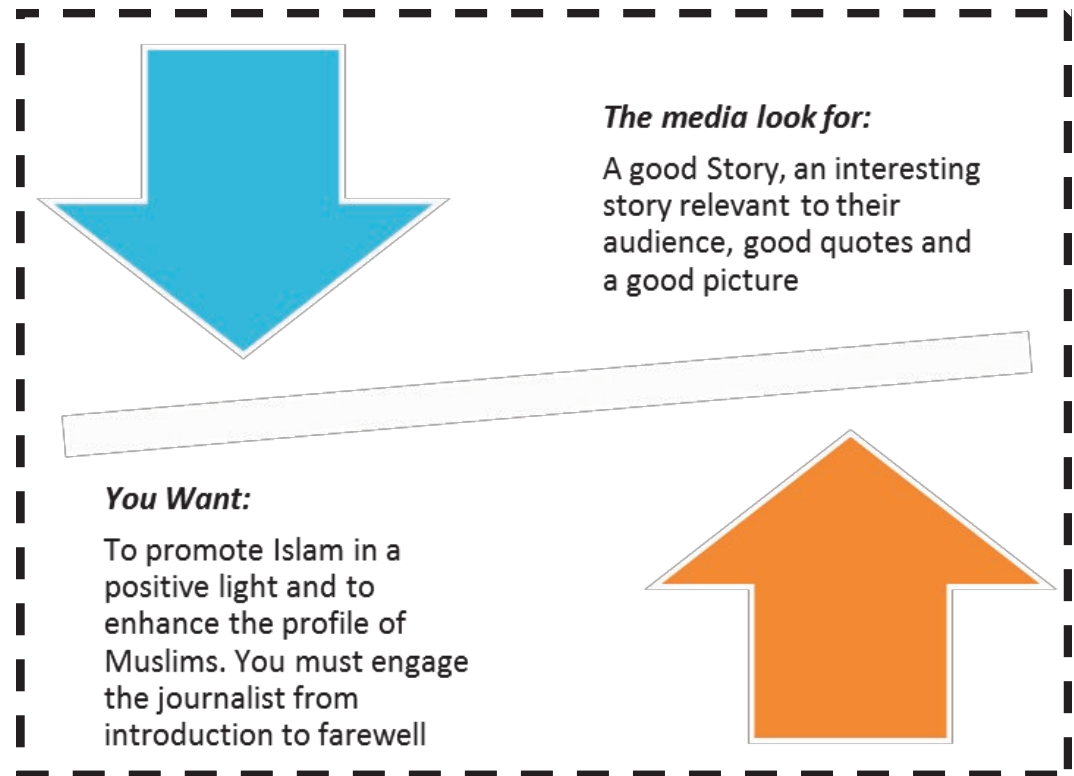 The media look for:
A good Story, an interesting
story relevant to their
audience, good quotes and
a good picture
You Want:
To promote Islam in a
positive light and to
enhance the profile of
Muslims. You must engage
the journalist from
introduction to farewell